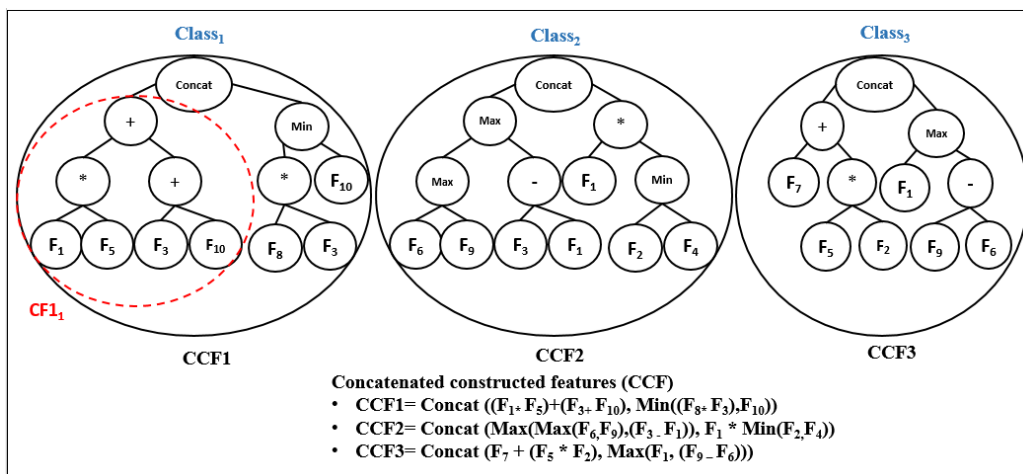 Class1 Class2 Class3
Concat Concat Concat
+ Min Max * + Max
* + * F10 Max - F1 Min F7 * F1 -
F1 F5 F3 F10 F8 F3 F6 F9 F3 F1 F2 F4 F5 F2 F9 F6
CF11
CCF1 CCF2 CCF3
Concatenated constructed features (CCF)
• CCF1= Concat ((F1* F5)+(F3+ F10), Min((F8* F3),F10))
• CCF2= Concat (Max(Max(F6,F9),(F3 - F1)), F1 * Min(F2,F4))
• CCF3= Concat (F7 + (F5 * F2), Max(F1, (F9 – F6)))